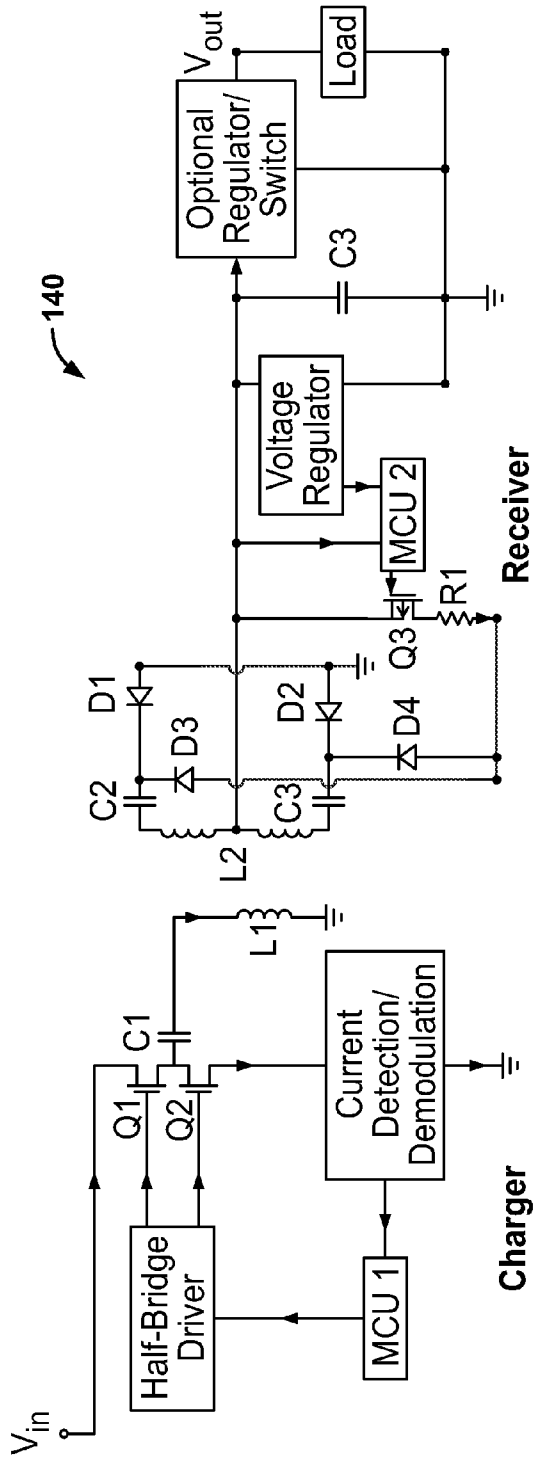 140
V_in
Half-Bridge
Driver
Q1
Q2
C1
L1
MCU 1
Current
Detection/
Demodulation
Charger
C2
D1
D3
L2
C3
D2
D4
Q3
R1
MCU 2
Voltage
Regulator
C3
Optional
Regulator/
Switch
V_out
Load
Receiver